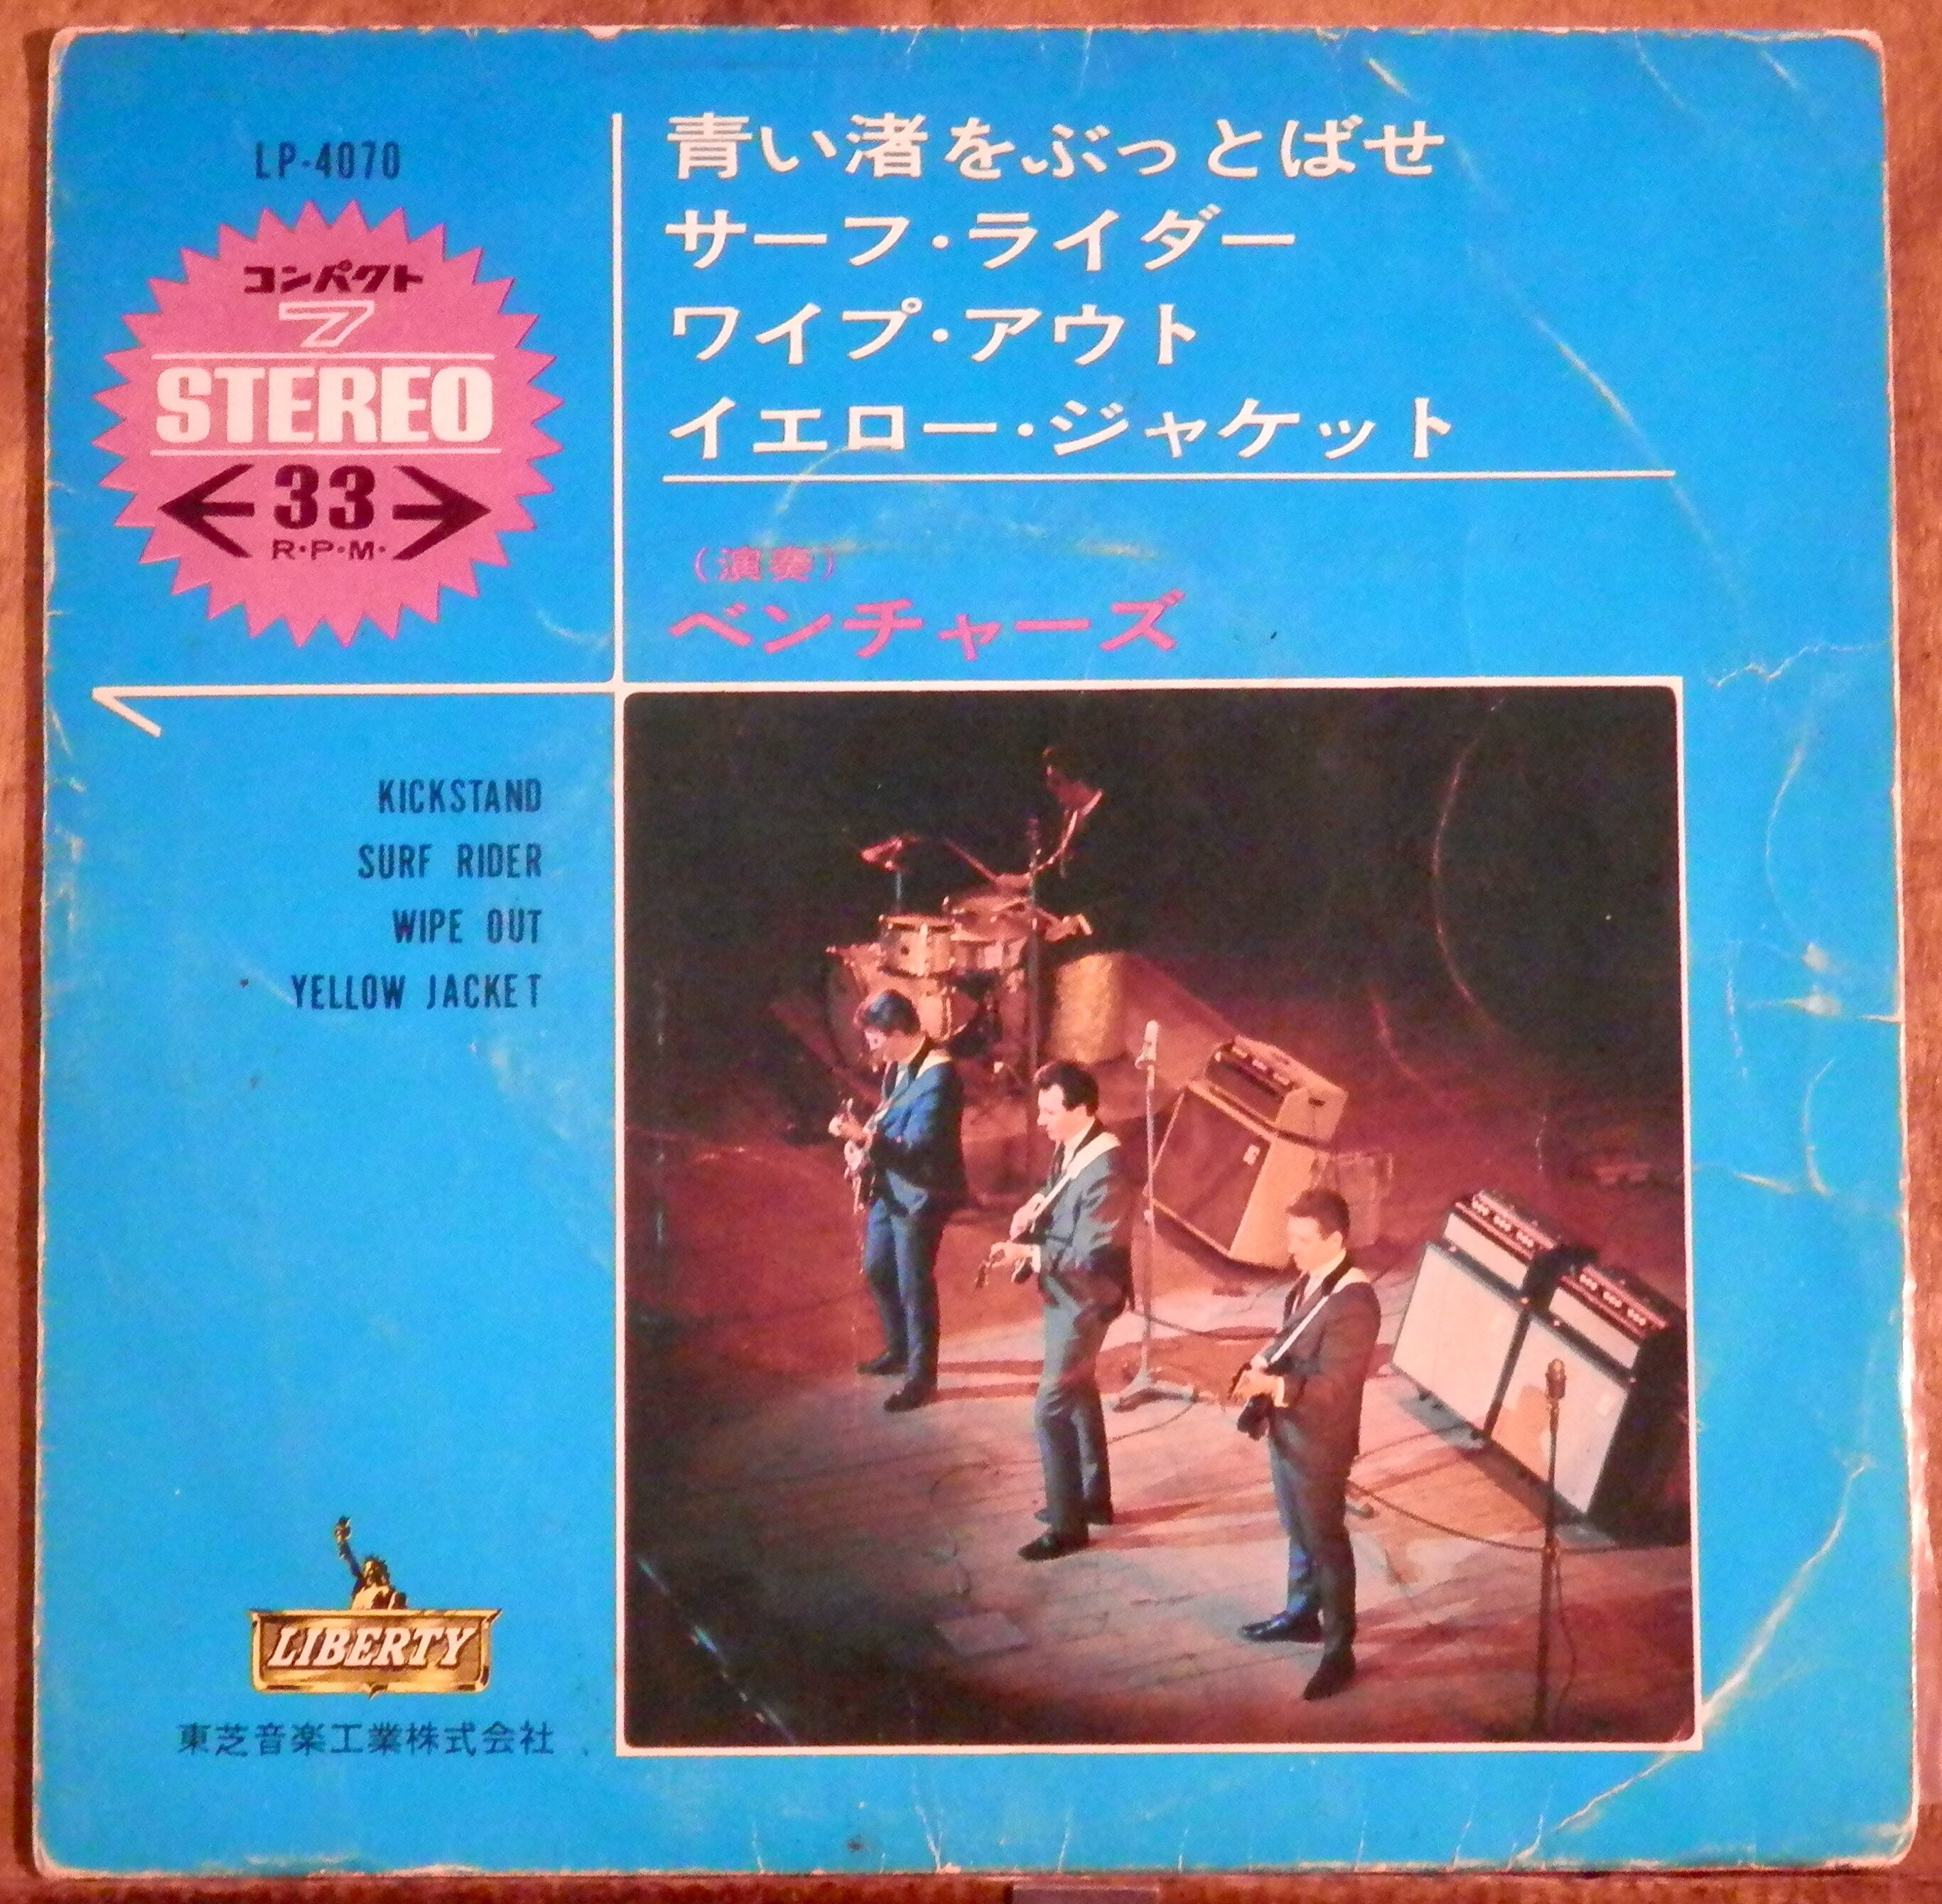 LP-4070
コンパクト
7
STEREO
33
R・P・M・
青い渚をぶっとばせ
サーフ・ライダー
ワイプ・アウト
イエロー・ジャケット
(演奏)
ベンチャーズ
KICKSTAND
SURF RIDER
WIPE OUT
YELLOW JACKET
LIBERTY
東芝音楽工業株式会社